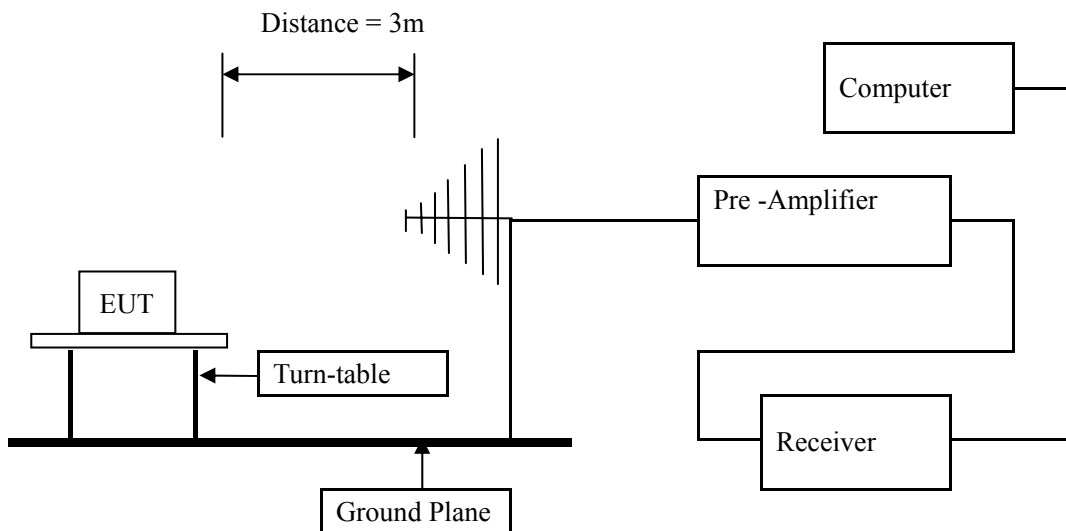 Distance = 3m
Computer
Pre -Amplifier
EUT
Turn-table
Receiver
Ground Plane